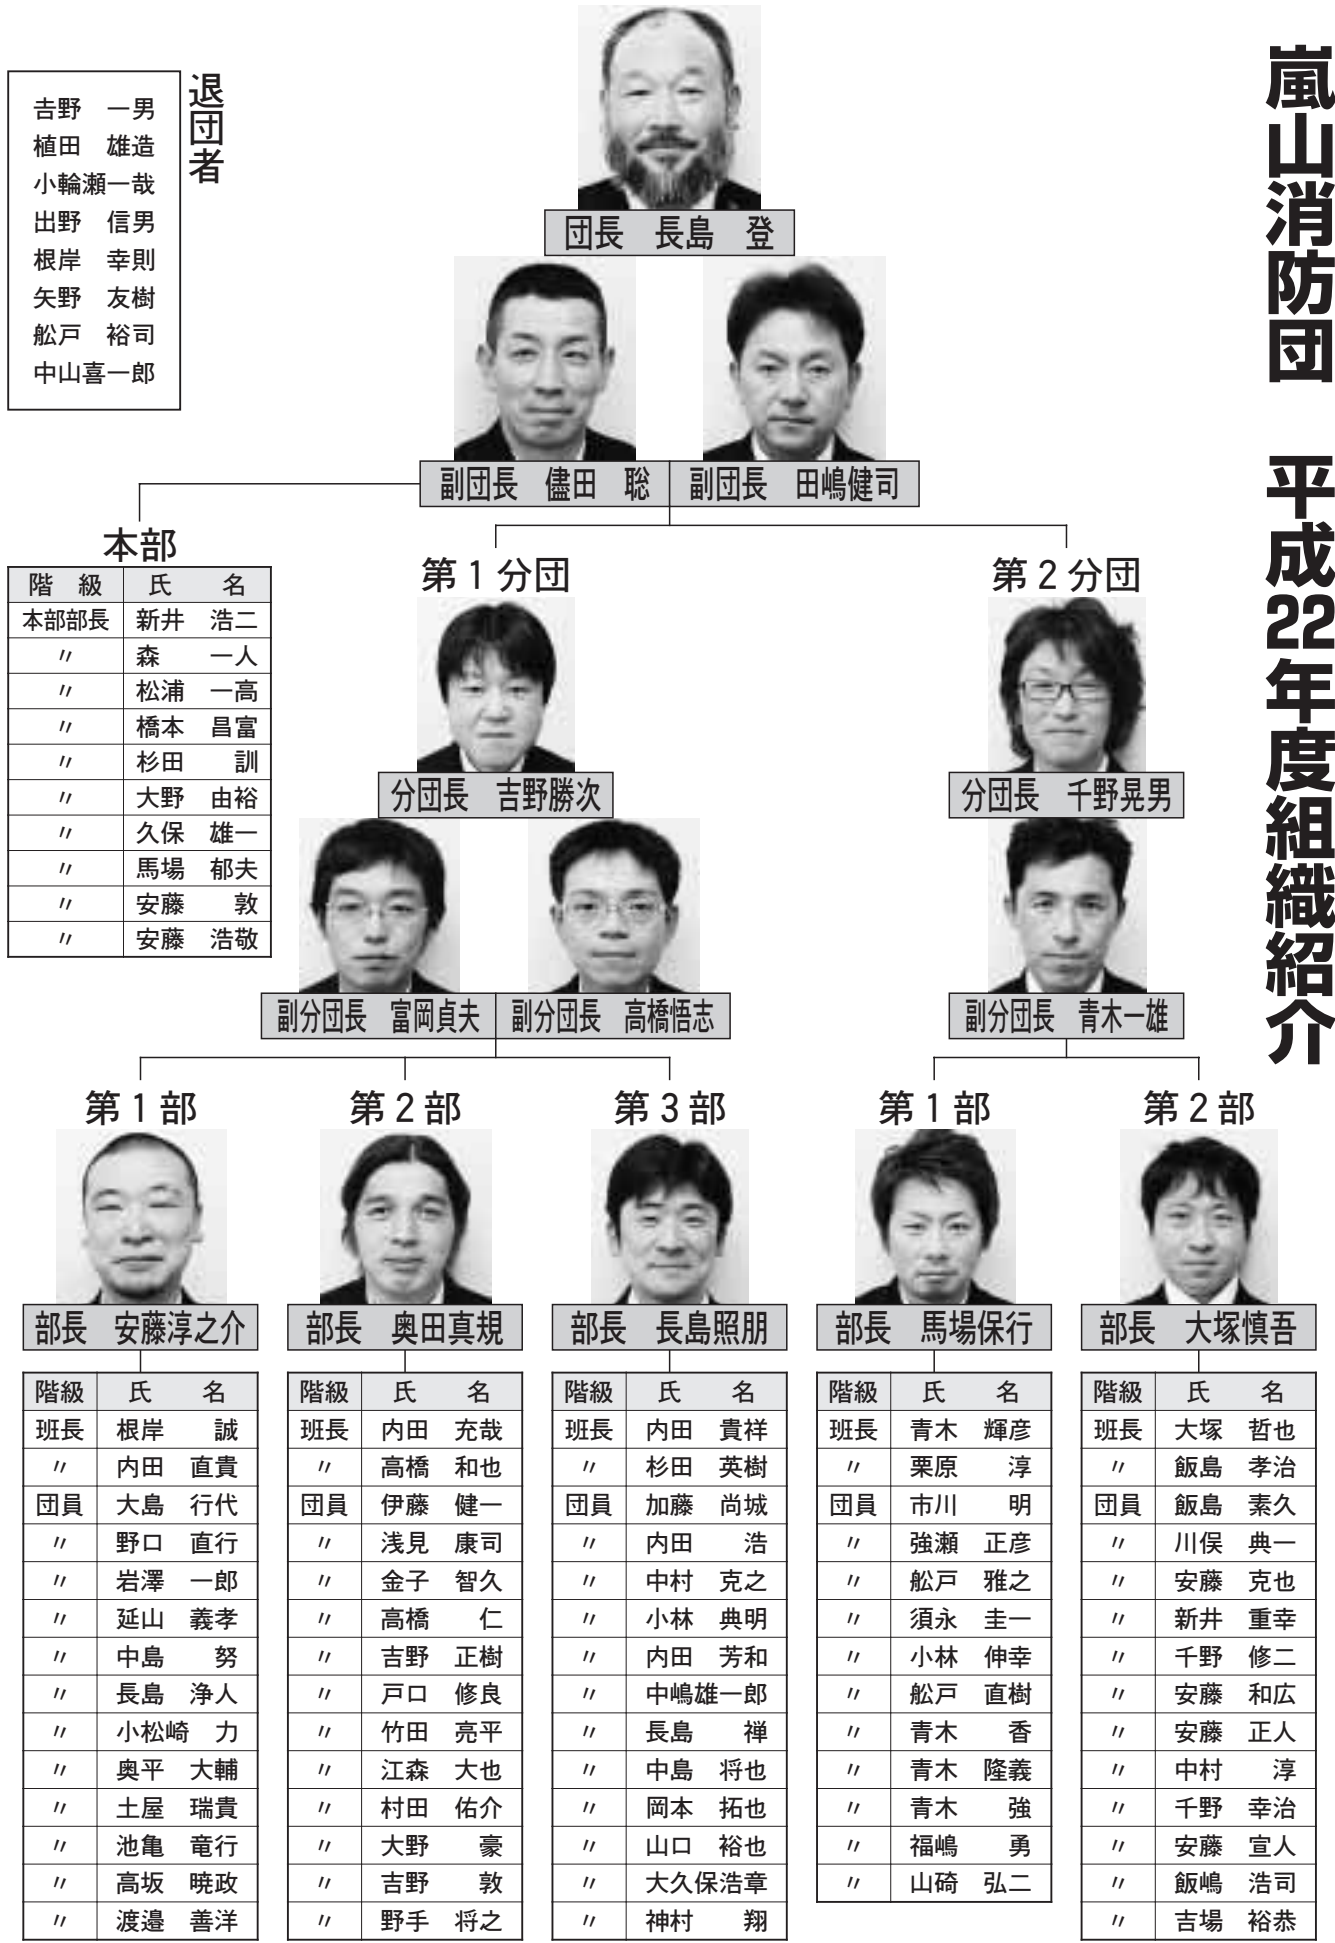 嵐山消防団　平成22年度組織紹介
団長　長島　登
副団長　儘田　聡
副団長　田嶋健司
退団者
吉野　一男
植田　雄造
小輪瀬一哉
出野　信男
根岸　幸則
矢野　友樹
舩戸　裕司
中山喜一郎
本部
階　級　氏　名
本部部長　新井　浩二
〃　森　一人
〃　松浦　一高
〃　橋本　昌富
〃　杉田　訓
〃　大野　由裕
〃　久保　雄一
〃　馬場　郁夫
〃　安藤　敦
〃　安藤　浩敬
第1分団
分団長　吉野勝次
副分団長　富岡貞夫
副分団長　高橋悟志
第1部
部長　安藤淳之介
階級　氏　名
班長　根岸　誠
〃　内田　直貴
団員　大島　行代
〃　野口　直行
〃　岩澤　一郎
〃　延山　義孝
〃　中島　努
〃　長島　浄人
〃　小松崎　力
〃　奥平　大輔
〃　土屋　瑞貴
〃　池亀　竜行
〃　高坂　暁政
〃　渡邉　善洋
第2部
部長　奥田真規
階級　氏　名
班長　内田　充哉
〃　高橋　和也
団員　伊藤　健一
〃　浅見　康司
〃　金子　智久
〃　高橋　仁
〃　吉野　正樹
〃　戸口　修良
〃　竹田　亮平
〃　江森　大也
〃　村田　佑介
〃　大野　豪
〃　吉野　敦
〃　野手　将之
第3部
部長　長島照朋
階級　氏　名
班長　内田　貴祥
〃　杉田　英樹
団員　加藤　尚城
〃　内田　浩
〃　中村　克之
〃　小林　典明
〃　内田　芳和
〃　中嶋雄一郎
〃　長島　禅
〃　中島　将也
〃　岡本　拓也
〃　山口　裕也
〃　大久保浩章
〃　神村　翔
第2分団
分団長　千野晃男
副分団長　青木一雄
第1部
部長　馬場保行
階級　氏　名
班長　青木　輝彦
〃　栗原　淳
団員　市川　明
〃　強瀬　正彦
〃　舩戸　雅之
〃　須永　圭一
〃　小林　伸幸
〃　舩戸　直樹
〃　青木　香
〃　青木　隆義
〃　青木　強
〃　福嶋　勇
〃　山碕　弘二
第2部
部長　大塚慎吾
階級　氏　名
班長　大塚　哲也
〃　飯島　孝治
団員　飯島　素久
〃　川俣　典一
〃　安藤　克也
〃　新井　重幸
〃　千野　修二
〃　安藤　和広
〃　安藤　正人
〃　中村　淳
〃　千野　幸治
〃　安藤　宣人
〃　飯嶋　浩司
〃　吉場　裕恭